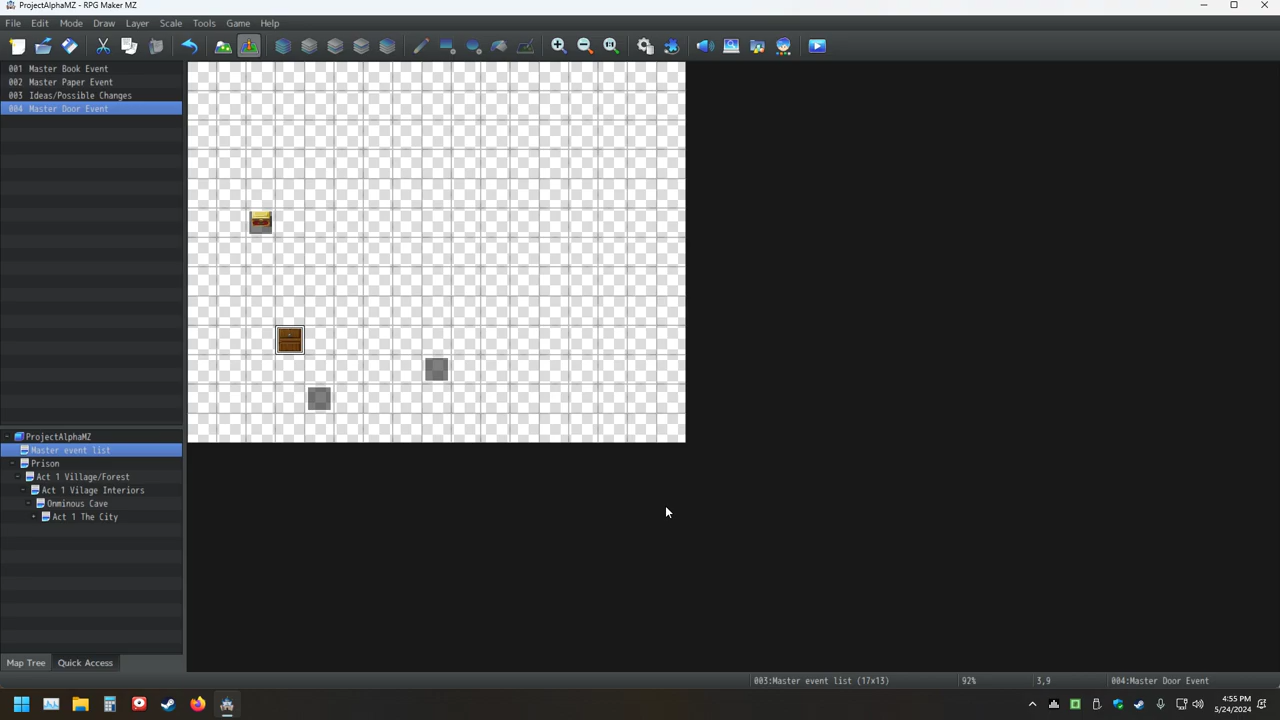 ProjectAlphaMZ - RPG Maker MZ
File Edit Mode Draw Layer Scale Tools Game Help
001 Master Book Event
002 Master Paper Event
003 Ideas/Possible Changes
004 Master Door Event
ProjectAlphaMZ
Master event list
Prison
Act 1 Village/Forest
Act 1 Vilage Interiors
Onminous Cave
Act 1 The City
Map Tree Quick Access
003:Master event list (17x13) 92% 3,9 004:Master Door Event
4:55 PM
5/24/2024